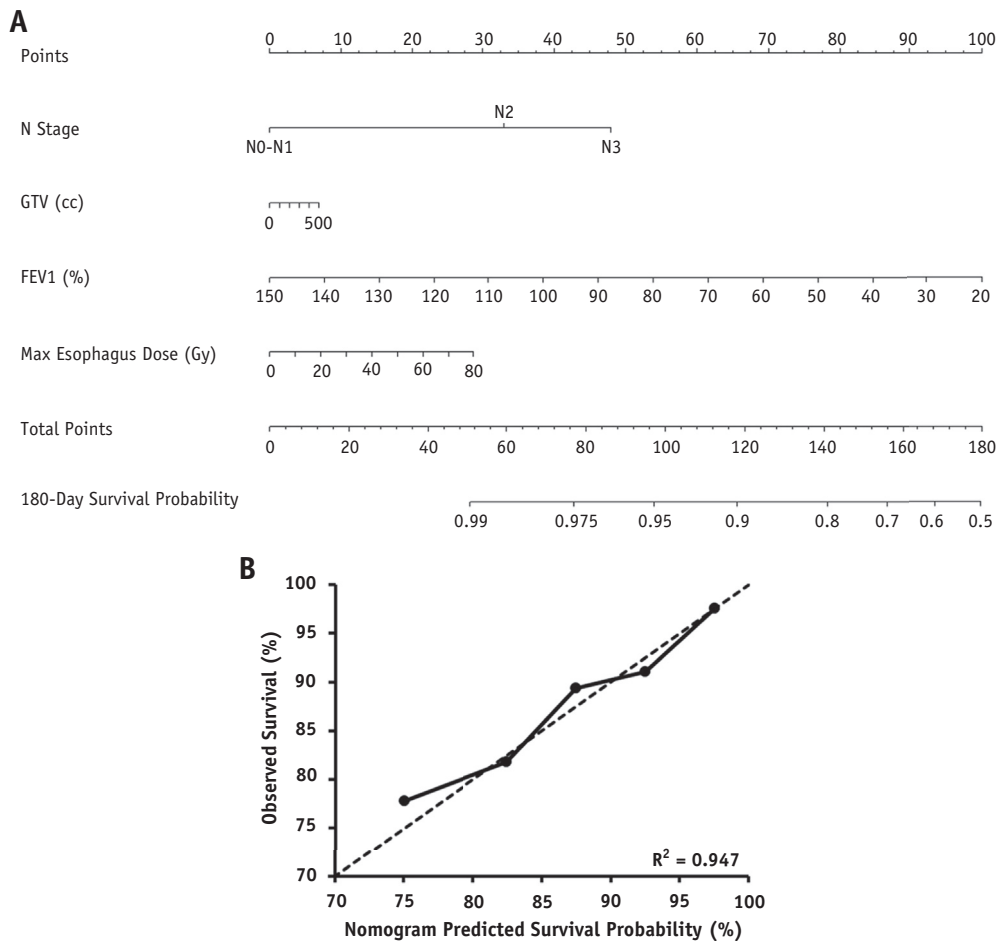 A
Points
0 10 20 30 40 50 60 70 80 90 100
N Stage
N2
N0-N1 N3
GTV (cc)
0 500
FEV1 (%)
150 140 130 120 110 100 90 80 70 60 50 40 30 20
Max Esophagus Dose (Gy)
0 20 40 60 80
Total Points
0 20 40 60 80 100 120 140 160 180
180-Day Survival Probability
0.99 0.975 0.95 0.9 0.8 0.7 0.6 0.5
B
Observed Survival (%)
100
95
90
85
80
75
70
R² = 0.947
70 75 80 85 90 95 100
Nomogram Predicted Survival Probability (%)